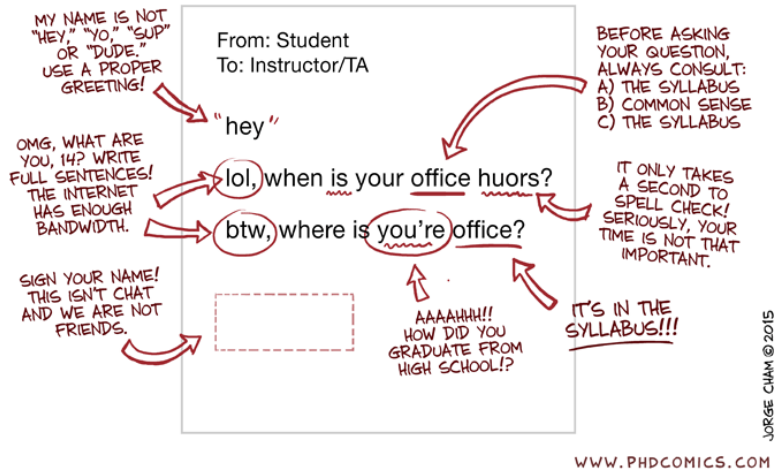 MY NAME IS NOT
"HEY," "YO," "SUP"
OR "DUDE."
USE A PROPER
GREETING!
From: Student
To: Instructor/TA
BEFORE ASKING
YOUR QUESTION,
ALWAYS CONSULT:
A) THE SYLLABUS
B) COMMON SENSE
C) THE SYLLABUS
"hey"
OMG, WHAT ARE
YOU, 14? WRITE
FULL SENTENCES!
THE INTERNET
HAS ENOUGH
BANDWIDTH.
lol, when is your office huors?
btw, where is you're office?
IT ONLY TAKES
A SECOND TO
SPELL CHECK!
SERIOUSLY, YOUR
TIME IS NOT THAT
IMPORTANT.
SIGN YOUR NAME!
THIS ISN'T CHAT
AND WE ARE NOT
FRIENDS.
AAAAHHH!!
HOW DID YOU
GRADUATE FROM
HIGH SCHOOL!?
IT'S IN THE
SYLLABUS!!!
JORGE CHAM © 2015
WWW.PHDCOMICS.COM